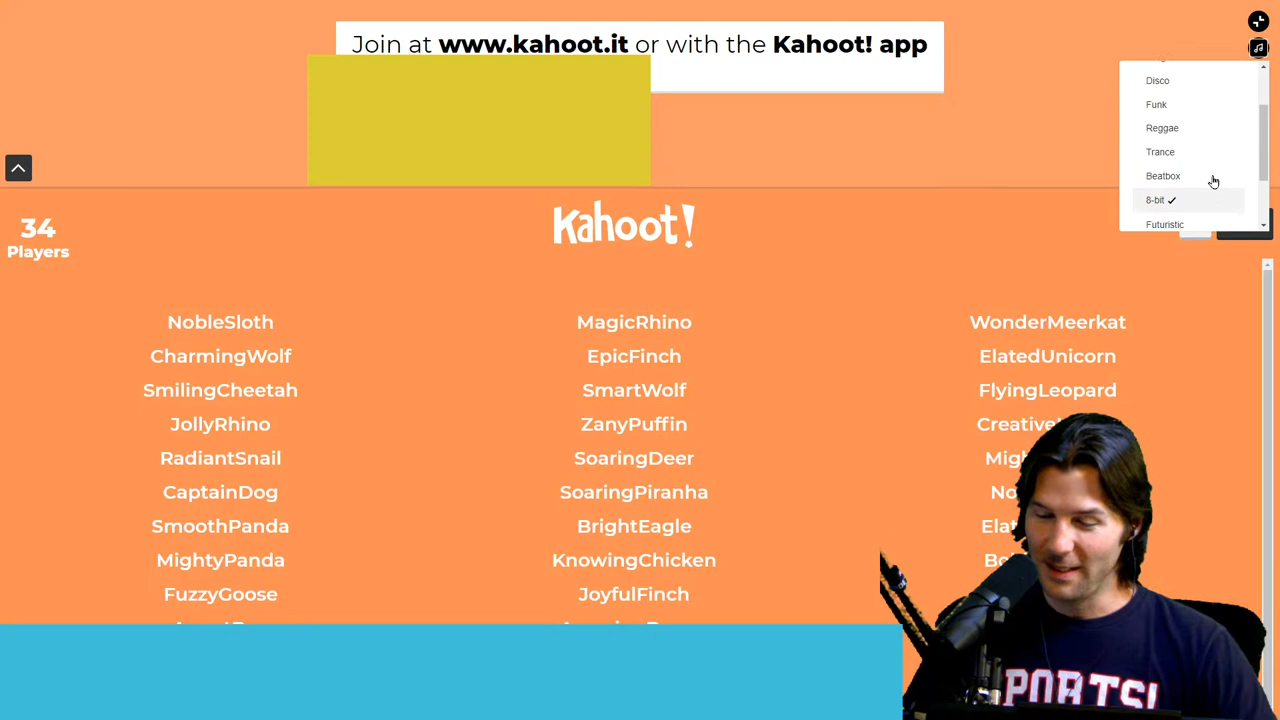 Join at www.kahoot.it or with the Kahoot! app
Disco
Funk
Reggae
Trance
Beatbox
8-bit
Futuristic
34
Players
Kahoot!
NobleSloth MagicRhino WonderMeerkat
CharmingWolf EpicFinch ElatedUnicorn
SmilingCheetah SmartWolf FlyingLeopard
JollyRhino ZanyPuffin
RadiantSnail SoaringDeer
CaptainDog SoaringPiranha
SmoothPanda BrightEagle
MightyPanda KnowingChicken
FuzzyGoose JoyfulFinch